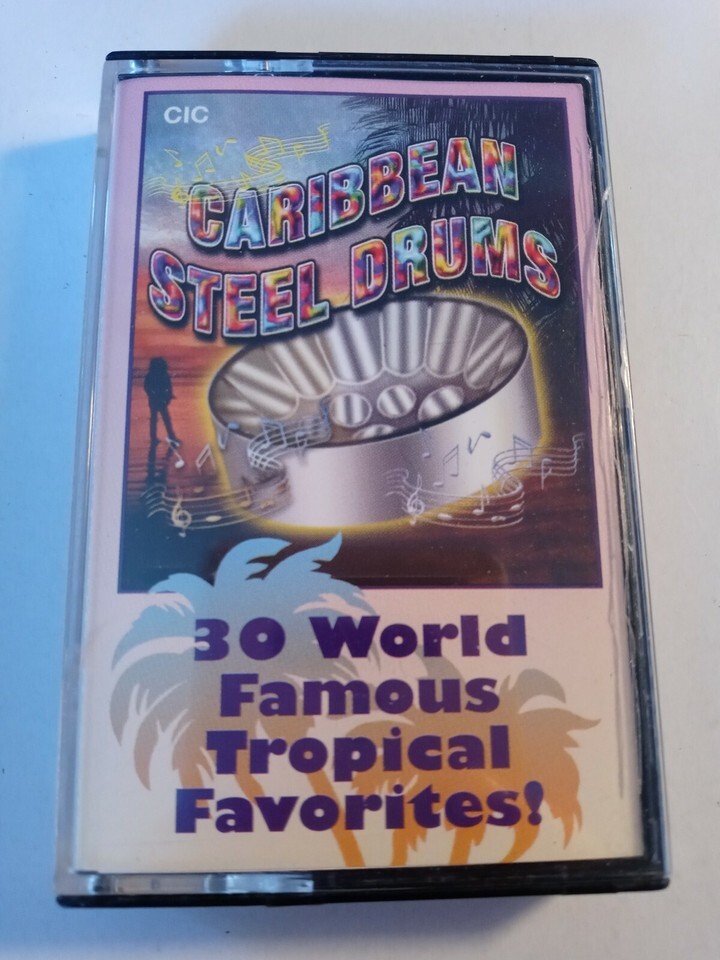 CIC
CARIBBEAN
STEEL DRUMS
30 World
Famous
Tropical
Favorites!